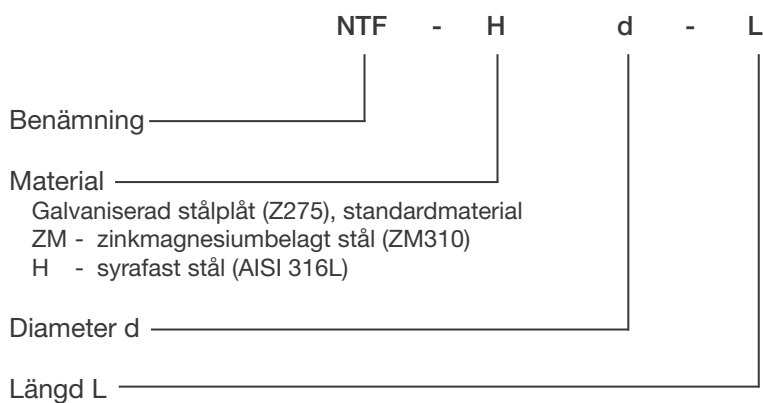 NTF - H d - L
Benämning
Material
Galvaniserad stålplåt (Z275), standardmaterial
ZM - zinkmagnesiumbelagt stål (ZM310)
H - syrafast stål (AISI 316L)
Diameter d
Längd L